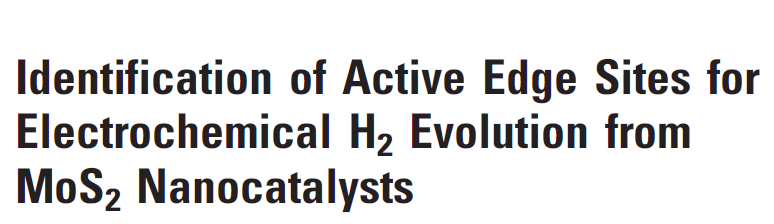 Identification of Active Edge Sites for
Electrochemical H₂ Evolution from
MoS₂ Nanocatalysts